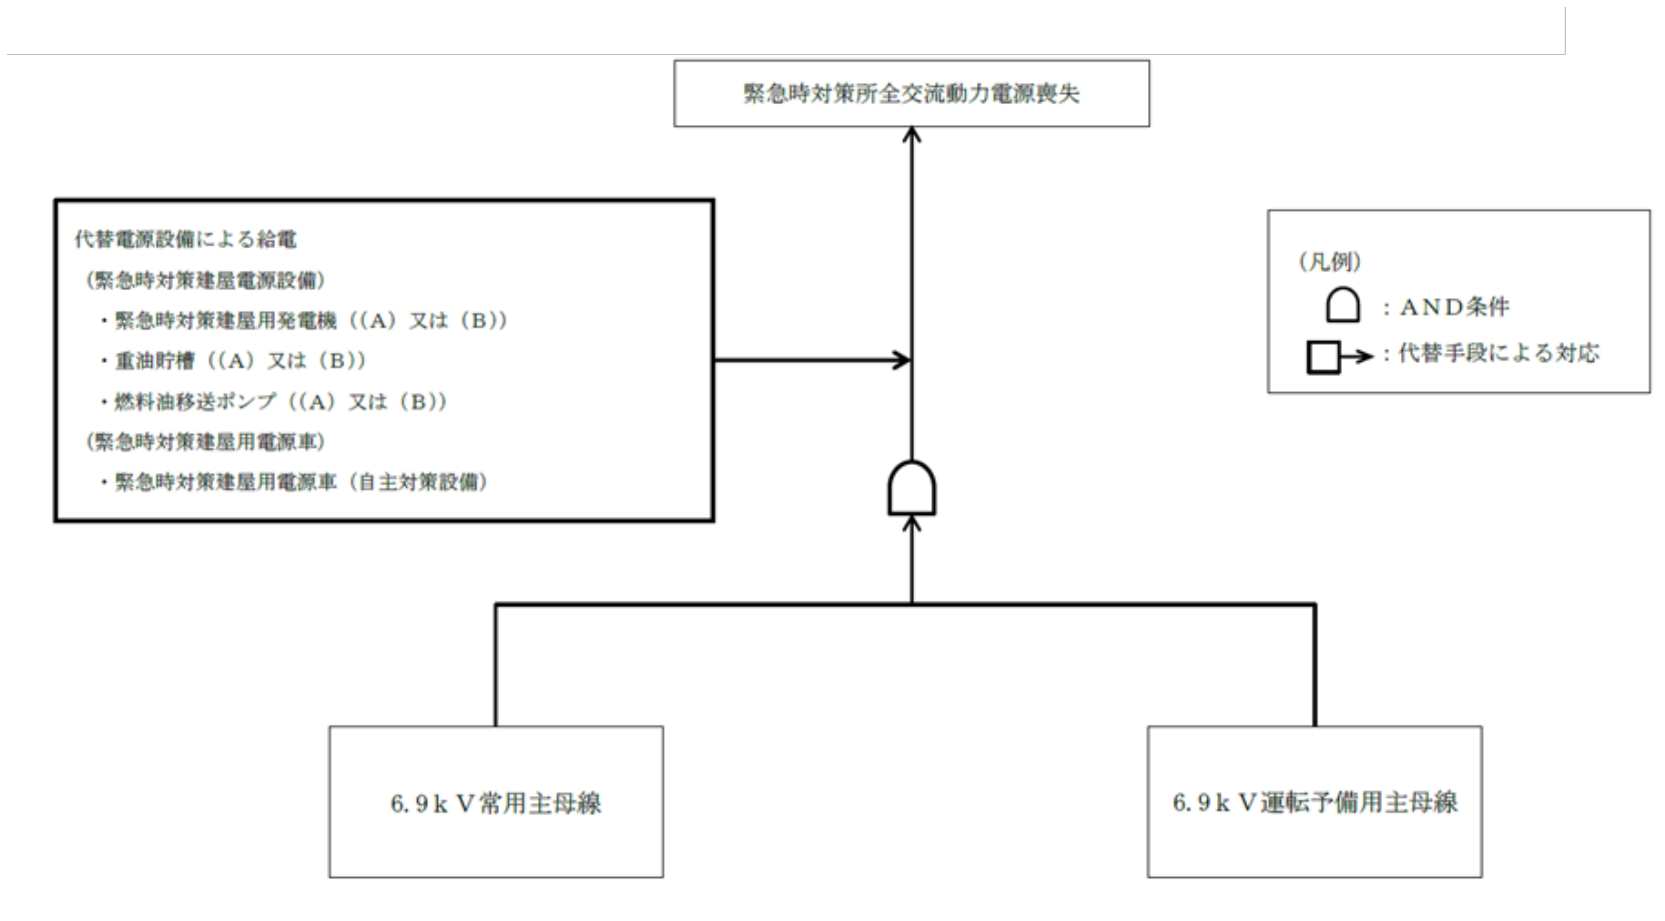 緊急時対策所全交流動力電源喪失
代替電源設備による給電
（緊急時対策建屋電源設備）
・緊急時対策建屋用発電機（（Ａ）又は（Ｂ））
・重油貯槽（（Ａ）又は（Ｂ））
・燃料油移送ポンプ（（Ａ）又は（Ｂ））
（緊急時対策建屋用電源車）
・緊急時対策建屋用電源車（自主対策設備）
（凡例）
：ＡＮＤ条件
：代替手段による対応
6.9ｋＶ常用主母線
6.9ｋＶ運転予備用主母線